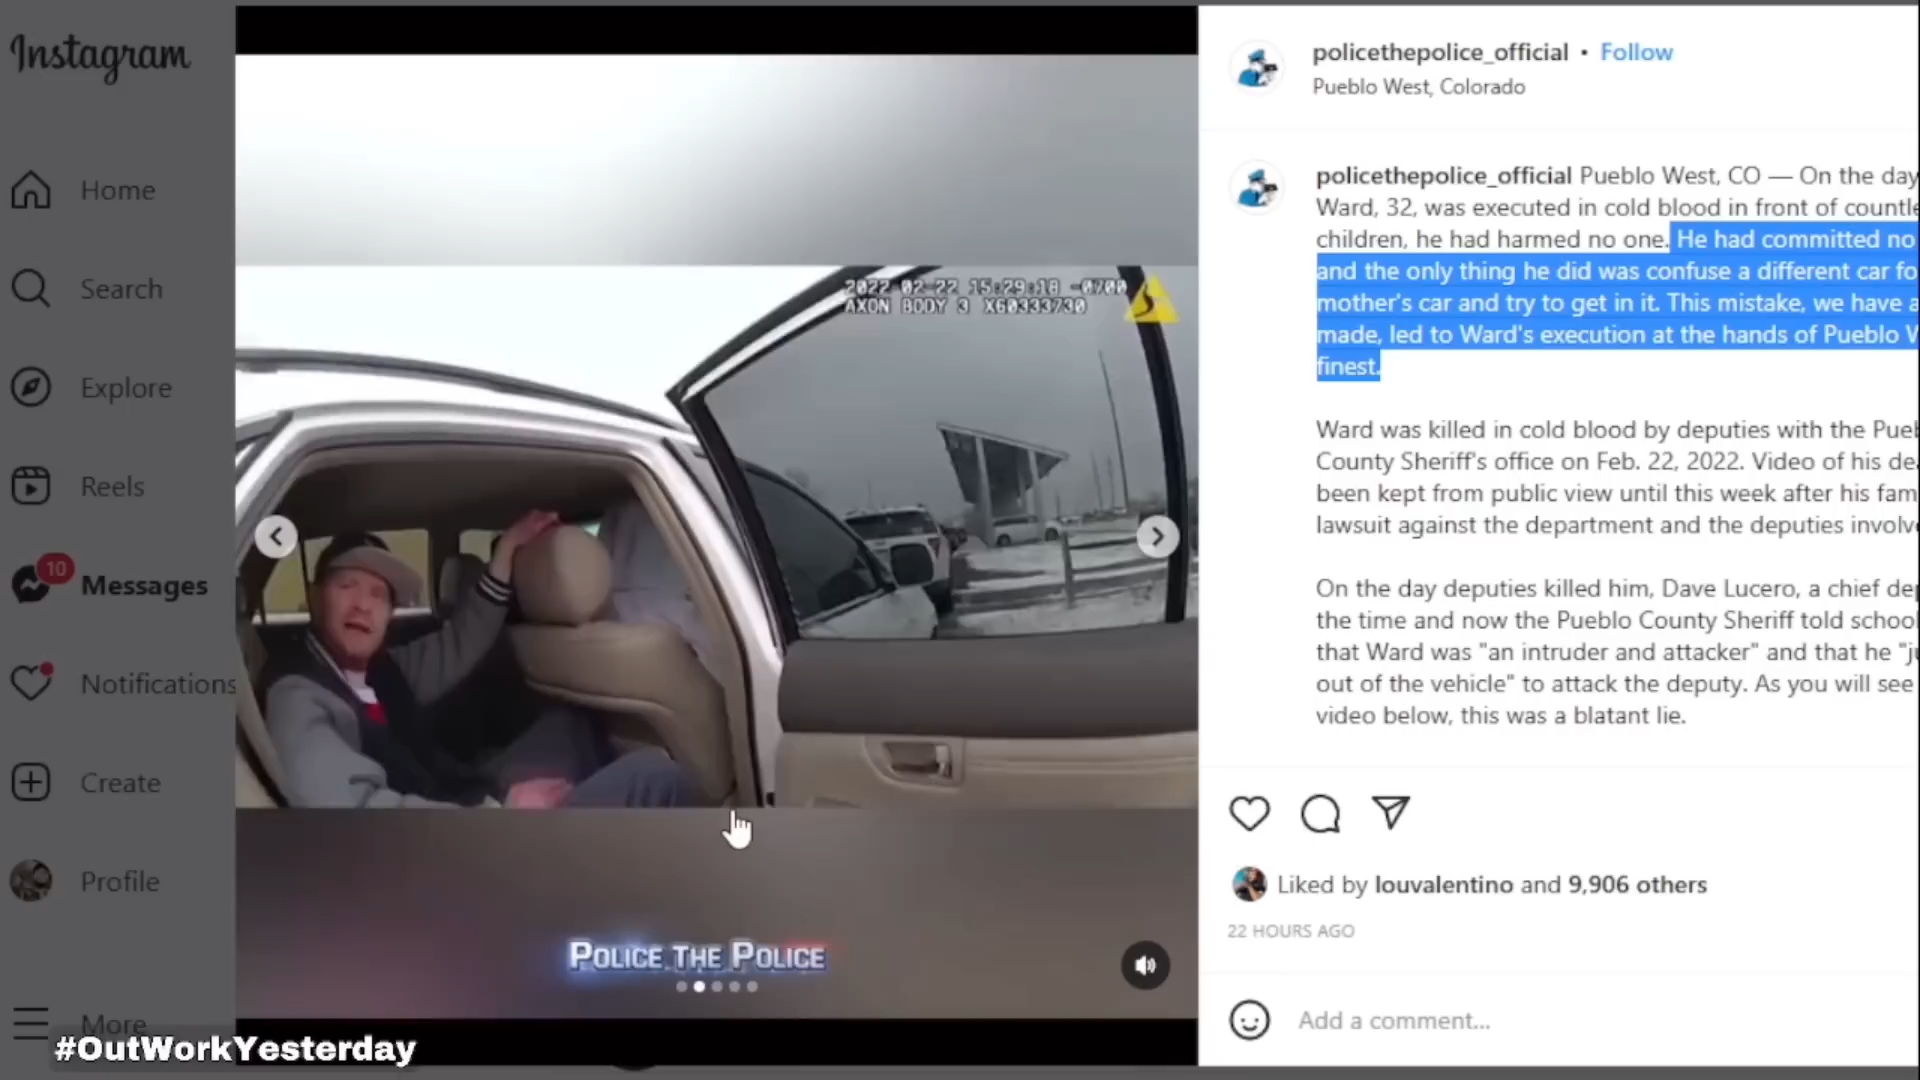 Instagram
Home
Search
Explore
Reels
10
Messages
Notifications
Create
Profile
More
#OutWorkYesterday
2022-02-22 15:29:18 -0700
AXON BODY 3 X60333730
POLICE THE POLICE
policethepolice_official • Follow
Pueblo West, Colorado
policethepolice_official Pueblo West, CO — On the day
Ward, 32, was executed in cold blood in front of countle
children, he had harmed no one. He had committed no
and the only thing he did was confuse a different car fo
mother's car and try to get in it. This mistake, we have a
made, led to Ward's execution at the hands of Pueblo W
finest.
Ward was killed in cold blood by deputies with the Pueb
County Sheriff's office on Feb. 22, 2022. Video of his dea
been kept from public view until this week after his fam
lawsuit against the department and the deputies involve
On the day deputies killed him, Dave Lucero, a chief dep
the time and now the Pueblo County Sheriff told school
that Ward was "an intruder and attacker" and that he "ju
out of the vehicle" to attack the deputy. As you will see
video below, this was a blatant lie.
Liked by louvalentino and 9,906 others
22 HOURS AGO
Add a comment...